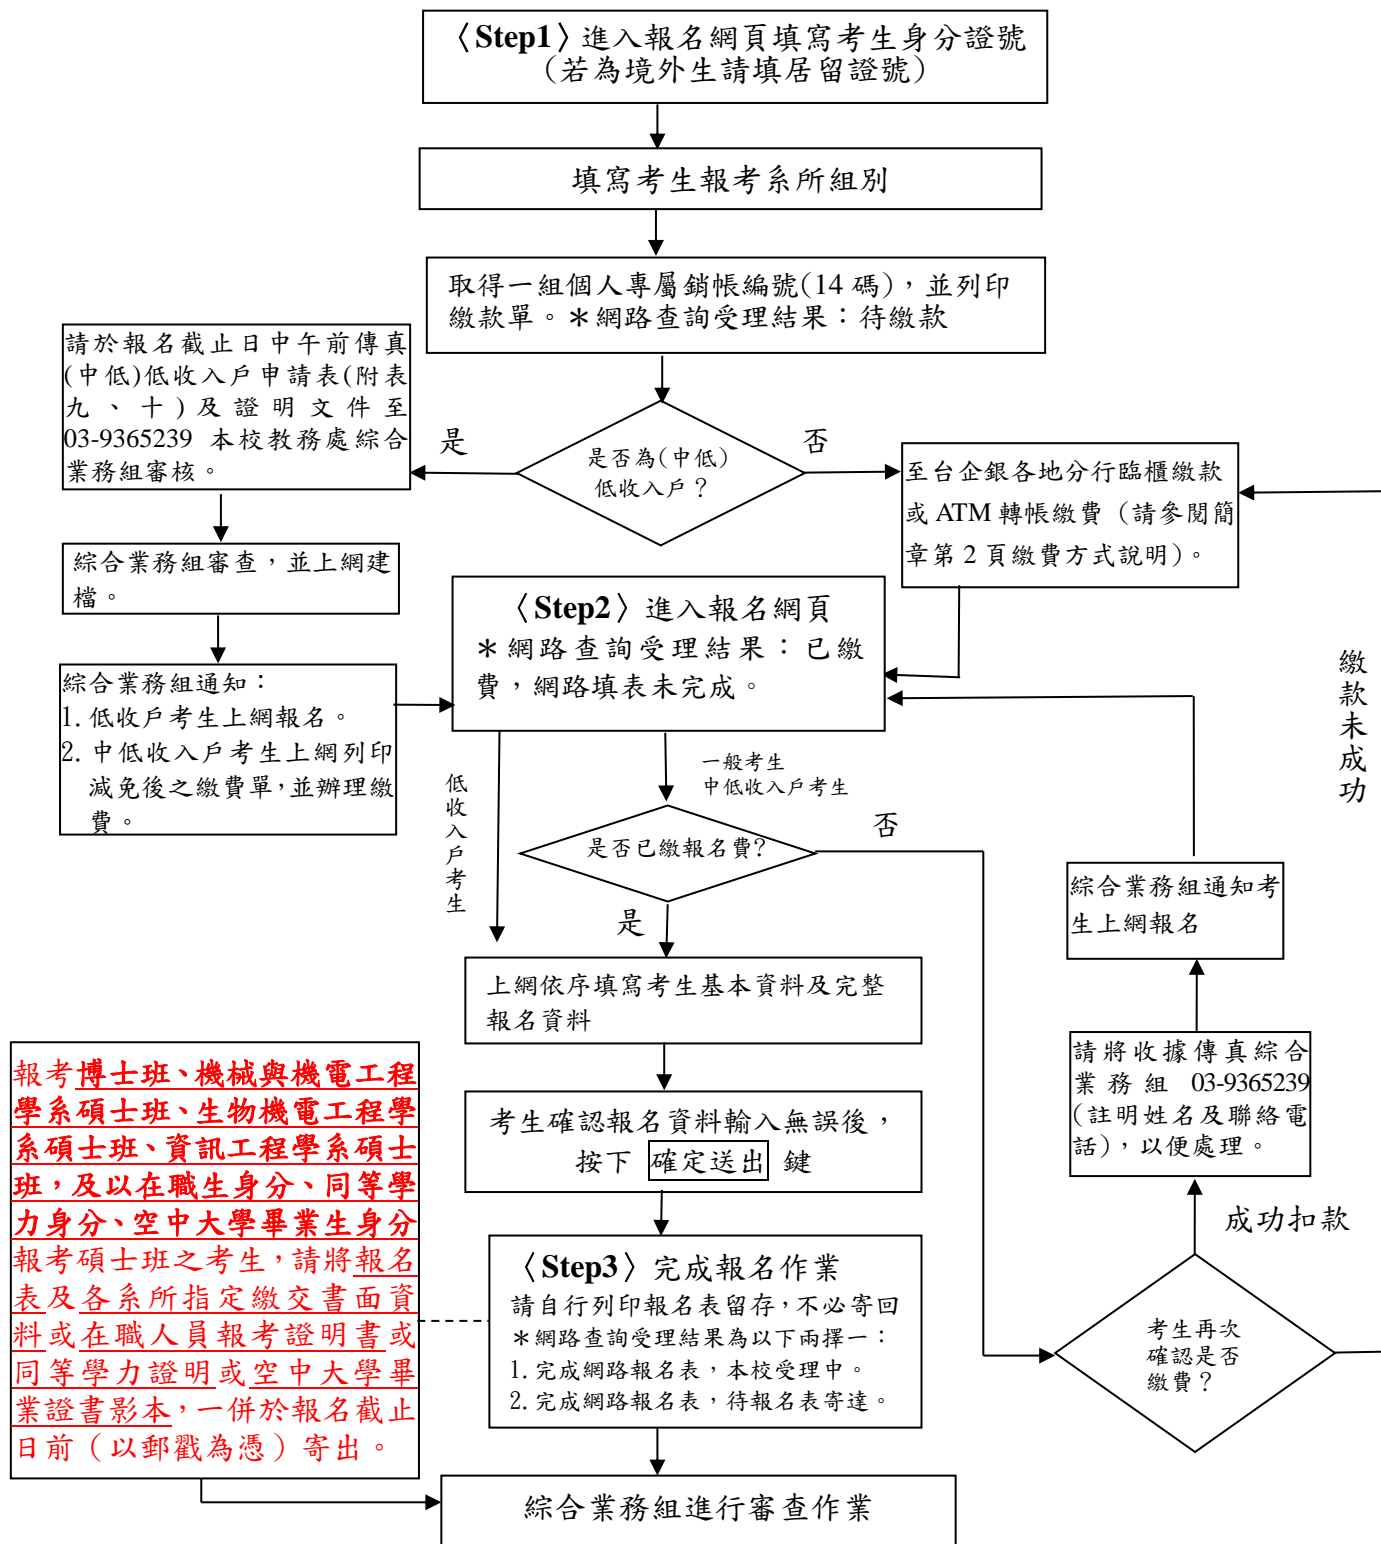 〈Step1〉進入報名網頁填寫考生身分證號
（若為境外生請填居留證號）
填寫考生報考系所組別
取得一組個人專屬銷帳編號(14 碼)，並列印
繳款單。＊網路查詢受理結果：待繳款
請於報名截止日中午前傳真
(中低)低收入戶申請表(附表
九、十)及證明文件至
03-9365239 本校教務處綜合
業務組審核。
是
是否為(中低)
低收入戶？
否
至台企銀各地分行臨櫃繳款
或 ATM 轉帳繳費（請參閱簡
章第 2 頁繳費方式說明）。
綜合業務組審查，並上網建
檔。
〈Step2〉進入報名網頁
＊網路查詢受理結果：已繳
費，網路填表未完成。
綜合業務組通知：
1. 低收戶考生上網報名。
2. 中低收入戶考生上網列印
減免後之繳費單，並辦理繳
費。
繳款未成功
低收入戶考生
一般考生
中低收入戶考生
是否已繳報名費？
否
是
綜合業務組通知考
生上網報名
上網依序填寫考生基本資料及完整
報名資料
請將收據傳真綜合
業務組 03-9365239
(註明姓名及聯絡電
話)，以便處理。
考生確認報名資料輸入無誤後，
按下 確定送出 鍵
報考博士班、機械與機電工程
學系碩士班、生物機電工程學
系碩士班、資訊工程學系碩士
班，及以在職生身分、同等學
力身分、空中大學畢業生身分
報考碩士班之考生，請將報名
表及各系所指定繳交書面資
料或在職人員報考證明書或
同等學力證明或空中大學畢
業證書影本，一併於報名截止
日前（以郵戳為憑）寄出。
成功扣款
〈Step3〉完成報名作業
請自行列印報名表留存，不必寄回
＊網路查詢受理結果為以下兩擇一：
1. 完成網路報名表，本校受理中。
2. 完成網路報名表，待報名表寄達。
考生再次
確認是否
繳費？
綜合業務組進行審查作業